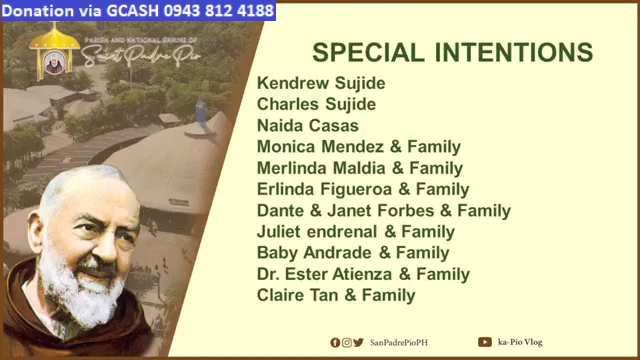 Donation via GCASH 0943 812 4188
PARISH AND NATIONAL SHRINE OF
Saint Padre Pio
SPECIAL INTENTIONS
Kendrew Sujide
Charles Sujide
Naida Casas
Monica Mendez & Family
Merlinda Maldia & Family
Erlinda Figueroa & Family
Dante & Janet Forbes & Family
Juliet endrenal & Family
Baby Andrade & Family
Dr. Ester Atienza & Family
Claire Tan & Family
SanPadrePioPH
ka-Pio Vlog